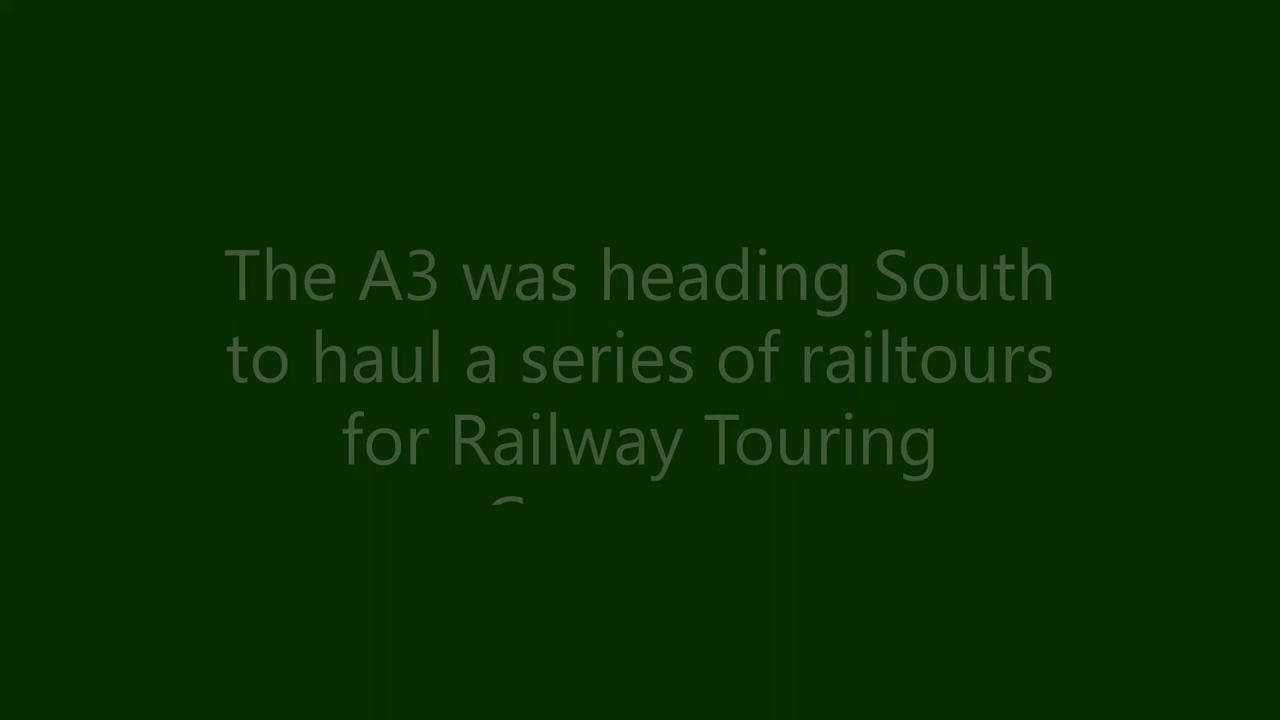 The A3 was heading South
to haul a series of railtours
for Railway Touring